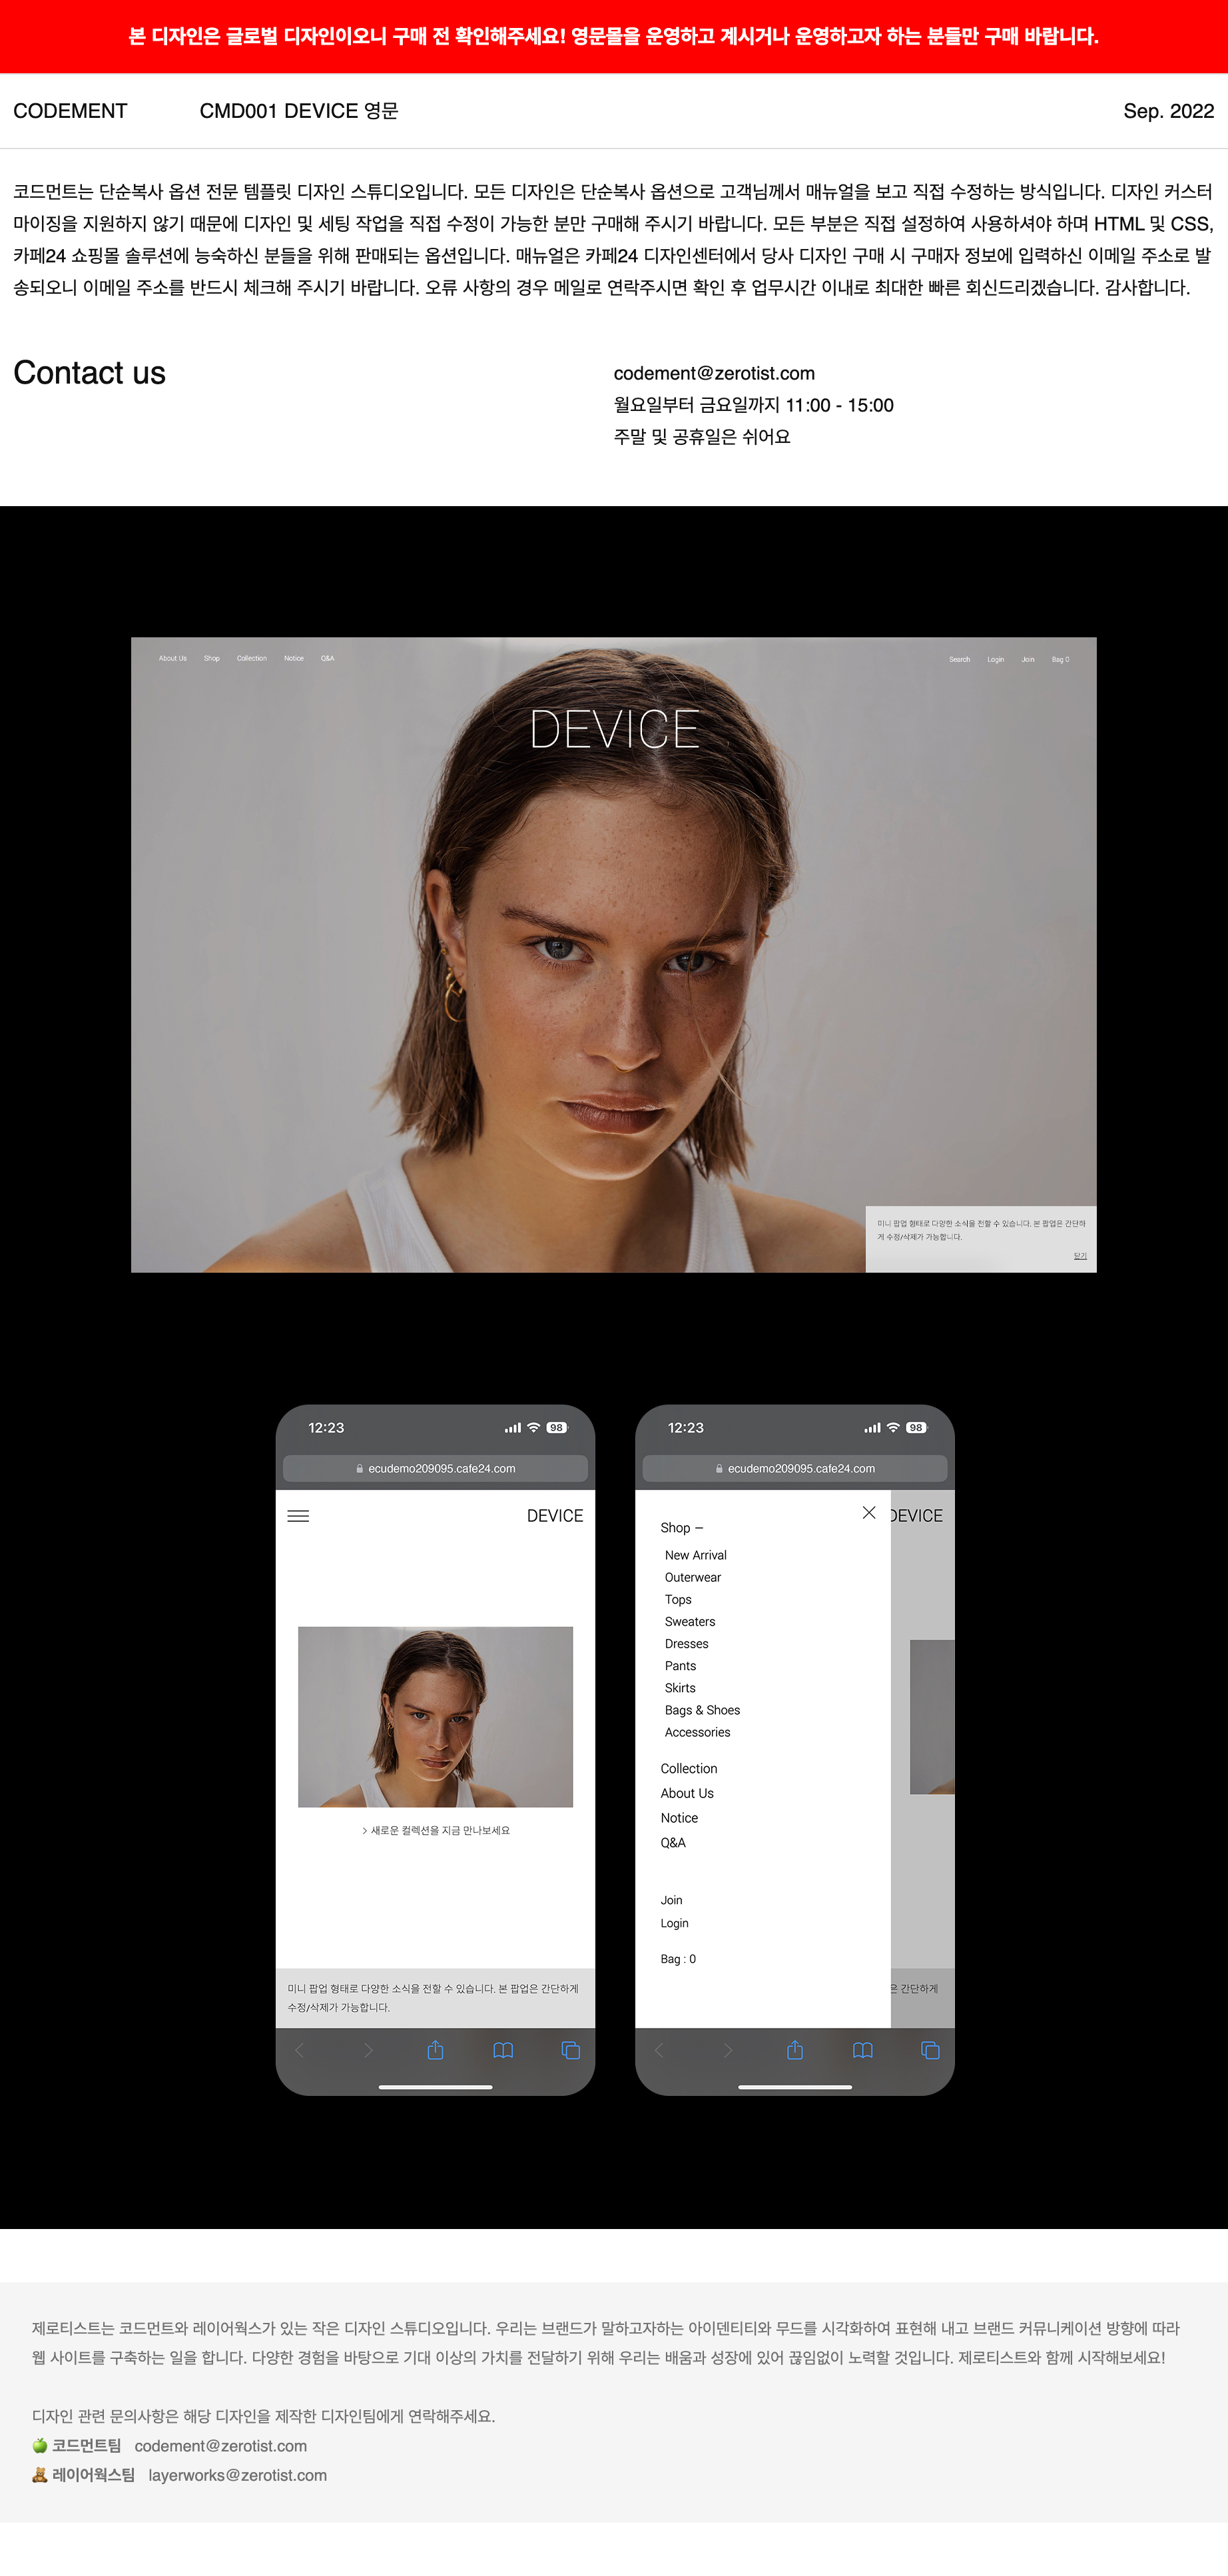 본 디자인은 글로벌 디자인이오니 구매 전 확인해주세요! 영문몰을 운영하고 계시거나 운영하고자 하는 분들만 구매 바랍니다.
CODEMENT CMD001 DEVICE 영문 Sep. 2022
코드먼트는 단순복사 옵션 전문 템플릿 디자인 스튜디오입니다. 모든 디자인은 단순복사 옵션으로 고객님께서 매뉴얼을 보고 직접 수정하는 방식입니다. 디자인 커스터
마이징을 지원하지 않기 때문에 디자인 및 세팅 작업을 직접 수정이 가능한 분만 구매해 주시기 바랍니다. 모든 부분은 직접 설정하여 사용하셔야 하며 HTML 및 CSS,
카페24 쇼핑몰 솔루션에 능숙하신 분들을 위해 판매되는 옵션입니다. 매뉴얼은 카페24 디자인센터에서 당사 디자인 구매 시 구매자 정보에 입력하신 이메일 주소로 발
송되오니 이메일 주소를 반드시 체크해 주시기 바랍니다. 오류 사항의 경우 메일로 연락주시면 확인 후 업무시간 이내로 최대한 빠른 회신드리겠습니다. 감사합니다.
Contact us
codement@zerotist.com
월요일부터 금요일까지 11:00 - 15:00
주말 및 공휴일은 쉬어요
About Us Shop Collection Notice Q&A Search Login Join Bag 0
DEVICE
미니 팝업 형태로 다양한 소식을 전할 수 있습니다. 본 팝업은 간단하
게 수정/삭제가 가능합니다.
닫기
12:23 98
ecudemo209095.cafe24.com
DEVICE
> 새로운 컬렉션을 지금 만나보세요
미니 팝업 형태로 다양한 소식을 전할 수 있습니다. 본 팝업은 간단하게
수정/삭제가 가능합니다.
12:23 98
ecudemo209095.cafe24.com
DEVICE
Shop –
New Arrival
Outerwear
Tops
Sweaters
Dresses
Pants
Skirts
Bags & Shoes
Accessories
Collection
About Us
Notice
Q&A
Join
Login
Bag : 0
은 간단하게
제로티스트는 코드먼트와 레이어웍스가 있는 작은 디자인 스튜디오입니다. 우리는 브랜드가 말하고자하는 아이덴티티와 무드를 시각화하여 표현해 내고 브랜드 커뮤니케이션 방향에 따라
웹 사이트를 구축하는 일을 합니다. 다양한 경험을 바탕으로 기대 이상의 가치를 전달하기 위해 우리는 배움과 성장에 있어 끊임없이 노력할 것입니다. 제로티스트와 함께 시작해보세요!
디자인 관련 문의사항은 해당 디자인을 제작한 디자인팀에게 연락해주세요.
🍏 코드먼트팀 codement@zerotist.com
🧸 레이어웍스팀 layerworks@zerotist.com